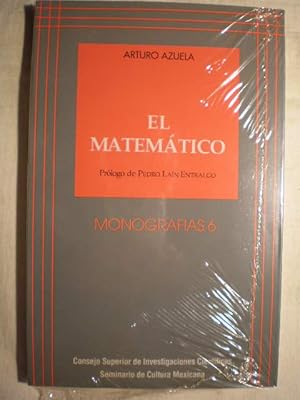 ARTURO AZUELA
EL
MATEMÁTICO
Prólogo de PEDRO LAÍN ENTRALGO
MONOGRAFIAS 6
Consejo Superior de Investigaciones Científicas
Seminario de Cultura Mexicana